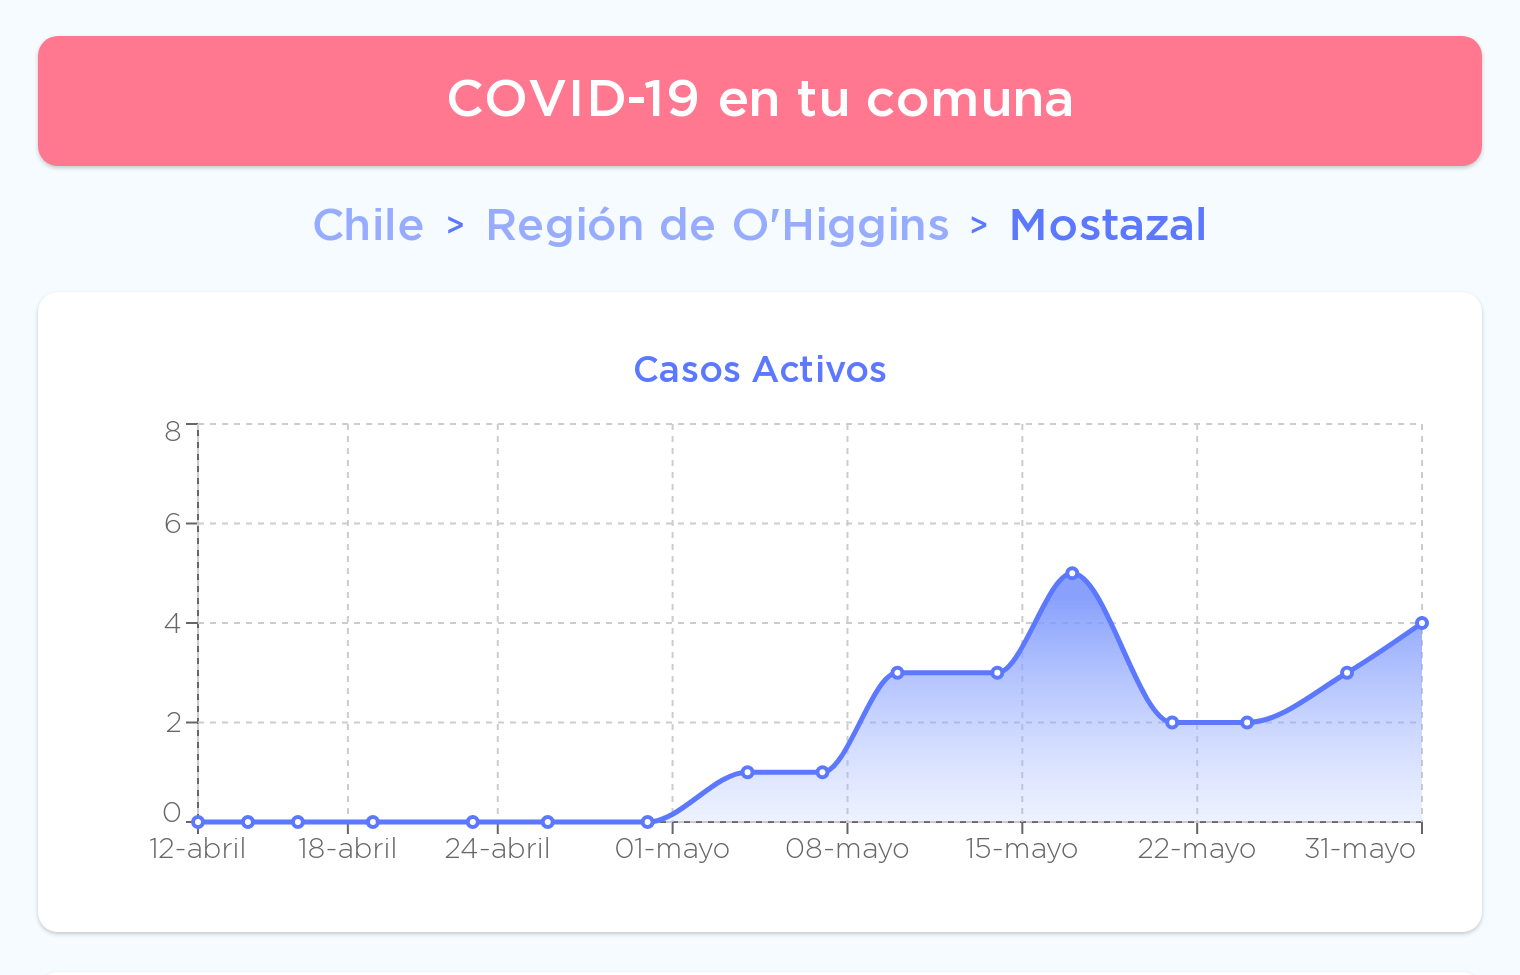 COVID-19 en tu comuna
Chile > Región de O'Higgins > Mostazal
Casos Activos
8
6
4
2
0
12-abril 18-abril 24-abril 01-mayo 08-mayo 15-mayo 22-mayo 31-mayo